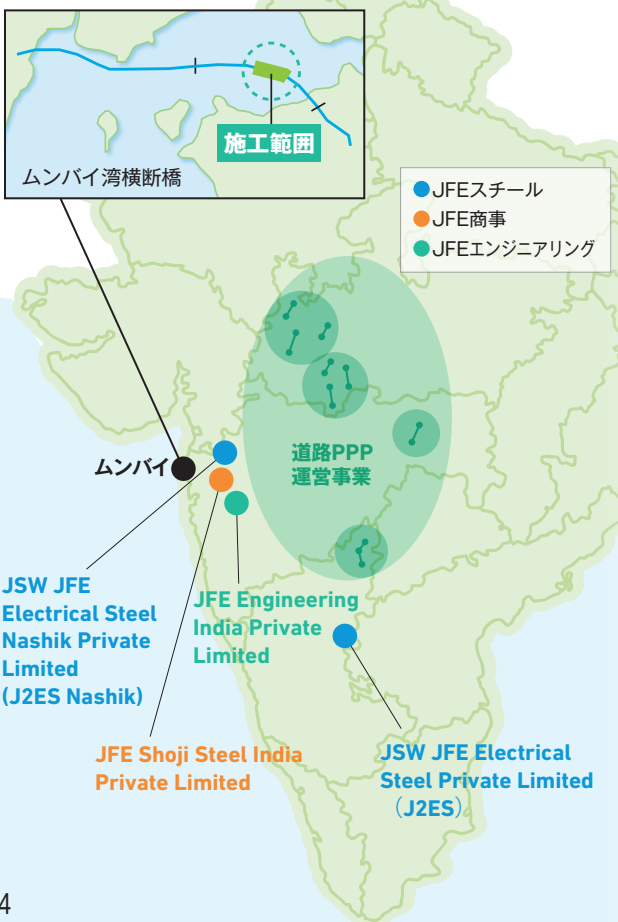 施工範囲
ムンバイ湾横断橋
JFEスチール
JFE商事
JFEエンジニアリング
道路PPP
運営事業
ムンバイ
JSW JFE
Electrical Steel
Nashik Private
Limited
(J2ES Nashik)
JFE Engineering
India Private
Limited
JFE Shoji Steel India
Private Limited
JSW JFE Electrical
Steel Private Limited
（J2ES）
4